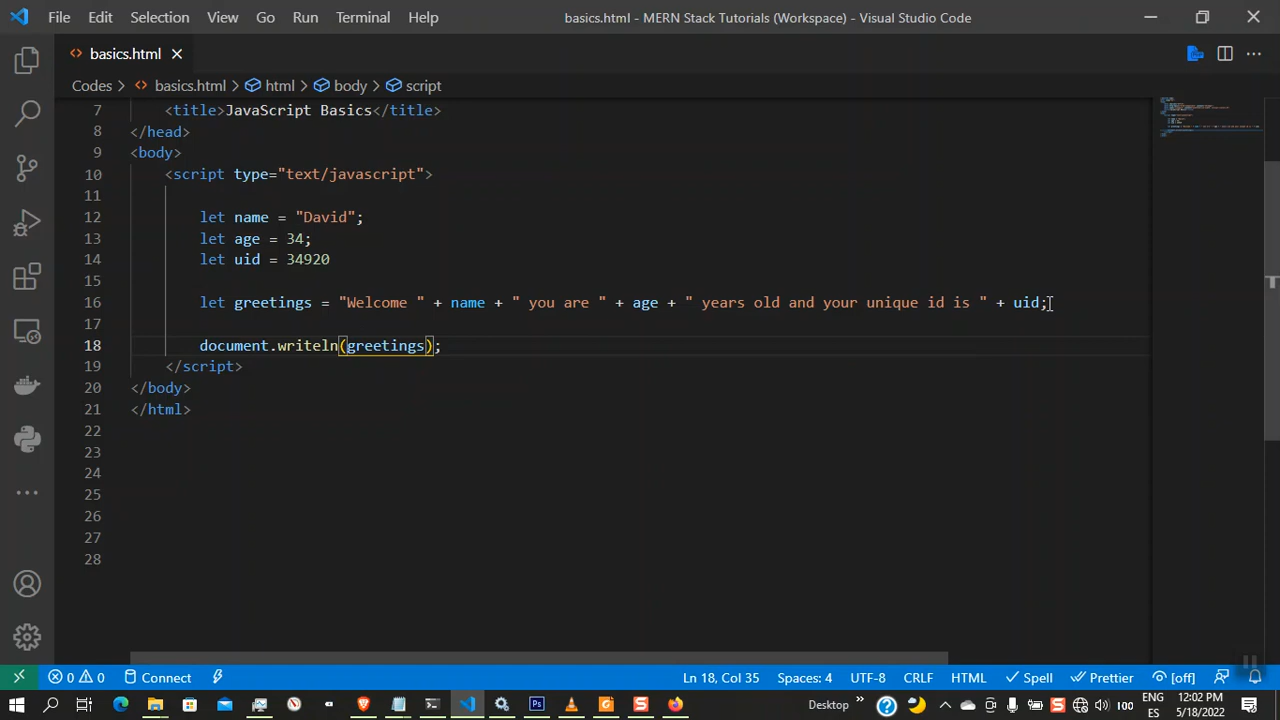 File Edit Selection View Go Run Terminal Help basics.html - MERN Stack Tutorials (Workspace) - Visual Studio Code
basics.html
Codes > basics.html > html > body > script
7 <title>JavaScript Basics</title>
8 </head>
9 <body>
10 <script type="text/javascript">
11
12 let name = "David";
13 let age = 34;
14 let uid = 34920
15
16 let greetings = "Welcome " + name + " you are " + age + " years old and your unique id is " + uid;
17
18 document.writeln(greetings);
19 </script>
20 </body>
21 </html>
22
23
24
25
26
27
28
0 0 Connect Ln 18, Col 35 Spaces: 4 UTF-8 CRLF HTML Spell Prettier [off]
Desktop 100 ENG 12:02 PM
ES 5/18/2022